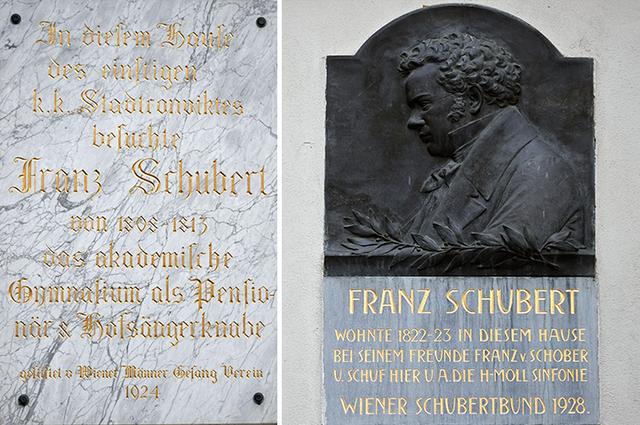 In diesem Hause
des einstigen
k.k. Stadtconviktes
besuchte
Franz Schubert
von 1808-1813
das akademische
Gymnasium als Pensio-
när & Hofsängerknabe
gestiftet v Wiener Männer Gesang Verein
1924
FRANZ SCHUBERT
WOHNTE 1822-23 IN DIESEM HAUSE
BEI SEINEM FREUNDE FRANZ v. SCHOBER
U. SCHUF HIER U A. DIE H-MOLL SINFONIE
WIENER SCHUBERTBUND 1928.